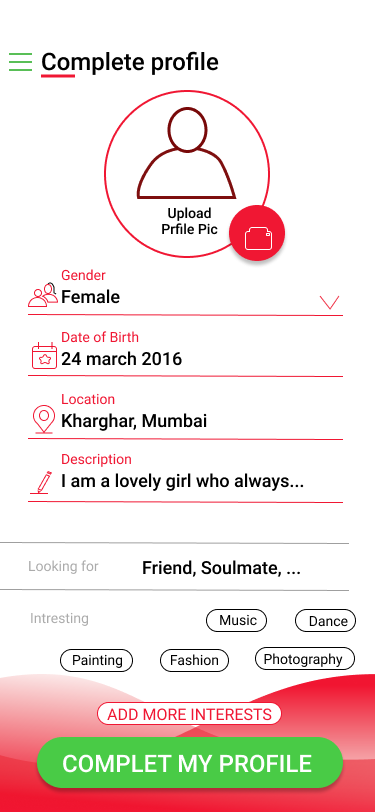 Complete profile
Upload
Prfile Pic
Gender
Female
Date of Birth
24 march 2016
Location
Kharghar, Mumbai
Description
I am a lovely girl who always...
Looking for Friend, Soulmate, ...
Intresting Music Dance
Painting Fashion Photography
ADD MORE INTERESTS
COMPLET MY PROFILE